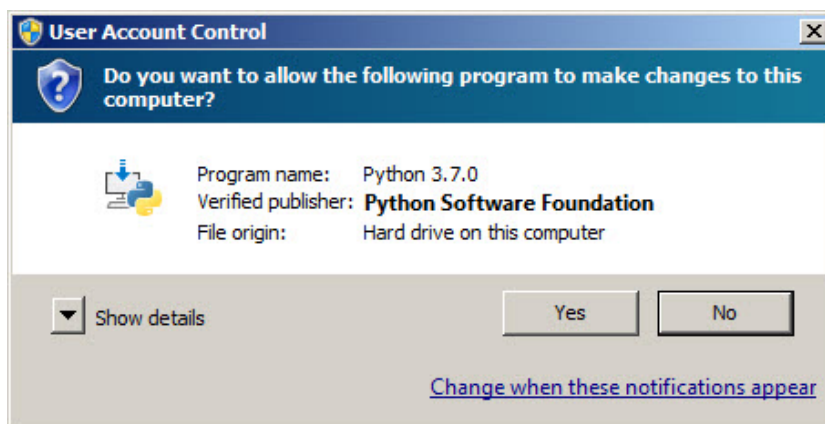 User Account Control
Do you want to allow the following program to make changes to this
computer?
Program name: Python 3.7.0
Verified publisher: Python Software Foundation
File origin: Hard drive on this computer
Show details
Yes
No
Change when these notifications appear